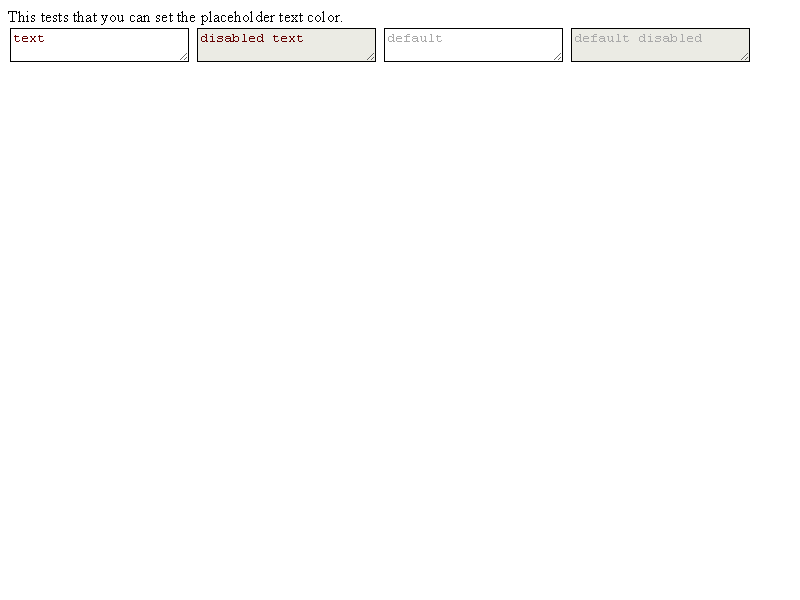 This tests that you can set the placeholder text color.
text disabled text default default disabled